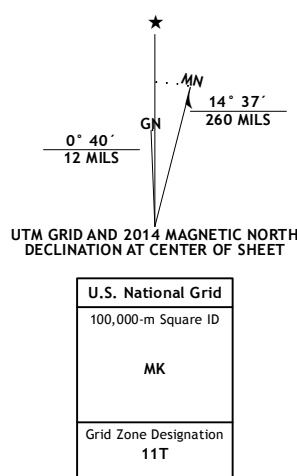 MN
GN
14° 37´
260 MILS
0° 40´
12 MILS
UTM GRID AND 2014 MAGNETIC NORTH
DECLINATION AT CENTER OF SHEET
U.S. National Grid
100,000-m Square ID
MK
Grid Zone Designation
11T